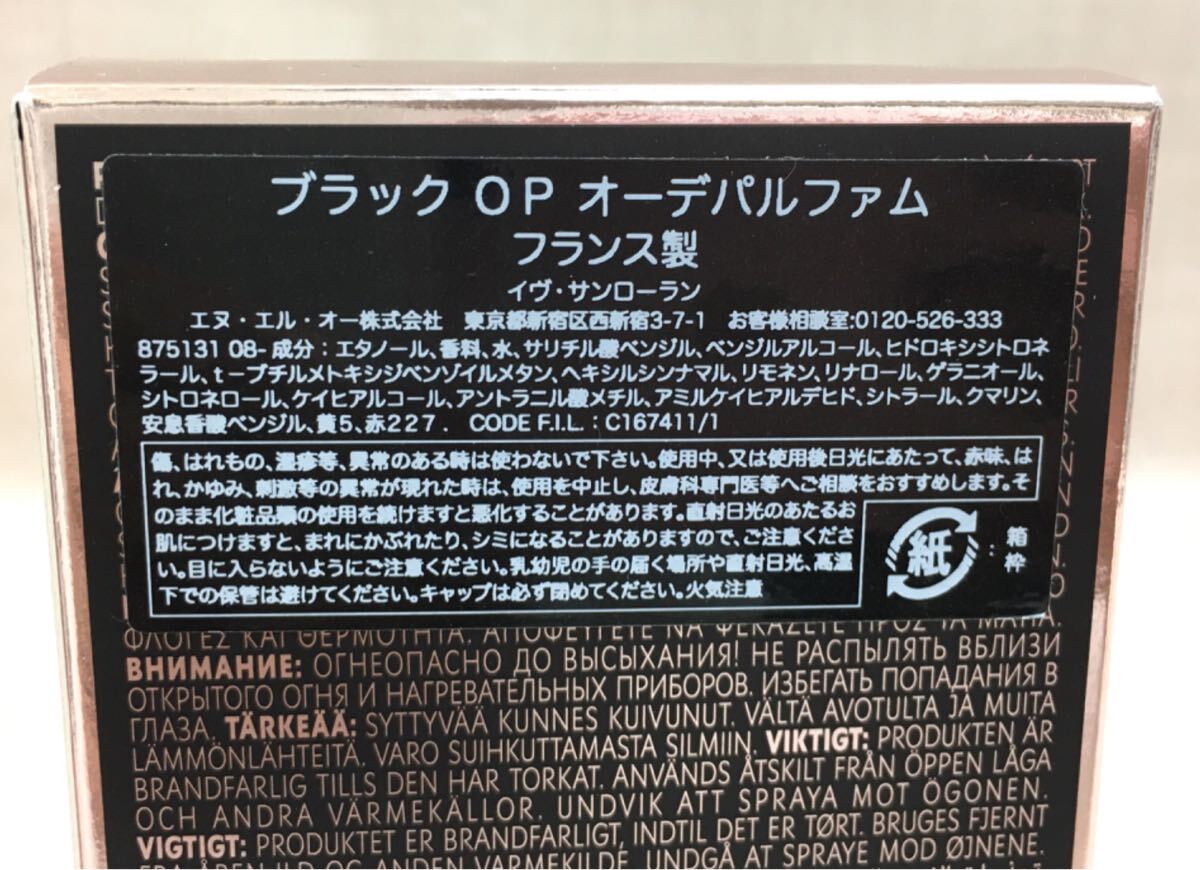 ブラック OP オーデパルファム
フランス製
イヴ・サンローラン
エヌ・エル・オー株式会社 東京都新宿区西新宿3-7-1 お客様相談室:0120-526-333
875131 08- 成分：エタノール、香料、水、サリチル酸ベンジル、ベンジルアルコール、ヒドロキシシトロネ
ラール、t－ブチルメトキシジベンゾイルメタン、ヘキシルシンナマル、リモネン、リナロール、ゲラニオール、
シトロネロール、ケイヒアルコール、アントラニル酸メチル、アミルケイヒアルデヒド、シトラール、クマリン、
安息香酸ベンジル、黄5、赤227． CODE F.I.L.：C167411/1
傷、はれもの、湿疹等、異常のある時は使わないで下さい。使用中、又は使用後日光にあたって、赤味、は
れ、かゆみ、刺激等の異常が現れた時は、使用を中止し、皮膚科専門医等へご相談をおすすめします。そ
のまま化粧品類の使用を続けますと悪化することがあります。直射日光のあたるお
肌につけますと、まれにかぶれたり、シミになることがありますので、ご注意くださ
い。目に入らないようにご注意ください。乳幼児の手の届く場所や直射日光、高温
下での保管は避けてください。キャップは必ず閉めてください。火気注意
紙：箱
枠
ΦΛΟΓΕΣ ΚΑΙ ΘΕΡΜΟΤΗΤΑ. ΑΠΟΦΕΥΓΕΤΕ ΝΑ ΨΕΚΑΖΕΤΕ ΠΡΟΣ ΤΑ ΜΑΤΙΑ.
ВНИМАНИЕ: ОГНЕОПАСНО ДО ВЫСЫХАНИЯ! НЕ РАСПЫЛЯТЬ ВБЛИЗИ
ОТКРЫТОГО ОГНЯ И НАГРЕВАТЕЛЬНЫХ ПРИБОРОВ. ИЗБЕГАТЬ ПОПАДАНИЯ В
ГЛАЗА. TÄRKEÄÄ: SYTTYVÄÄ KUNNES KUIVUNUT. VÄLTÄ AVOTULTA JA MUITA
LÄMMÖNLÄHTEITÄ. VARO SUIHKUTTAMASTA SILMIIN. VIKTIGT: PRODUKTEN ÄR
BRANDFARLIG TILLS DEN HAR TORKAT. ANVÄNDS ÅTSKILT FRÅN ÖPPEN LÅGA
OCH ANDRA VÄRMEKÄLLOR. UNDVIK ATT SPRAYA MOT ÖGONEN.
VIGTIGT: PRODUKTET ER BRANDFARLIGT, INDTIL DET ER TØRT. BRUGES FJERNT
FRA ÅBEN ILD OG ANDEN VARMEKILDE. UNDGÅ AT SPRAYE MOD ØJNENE.